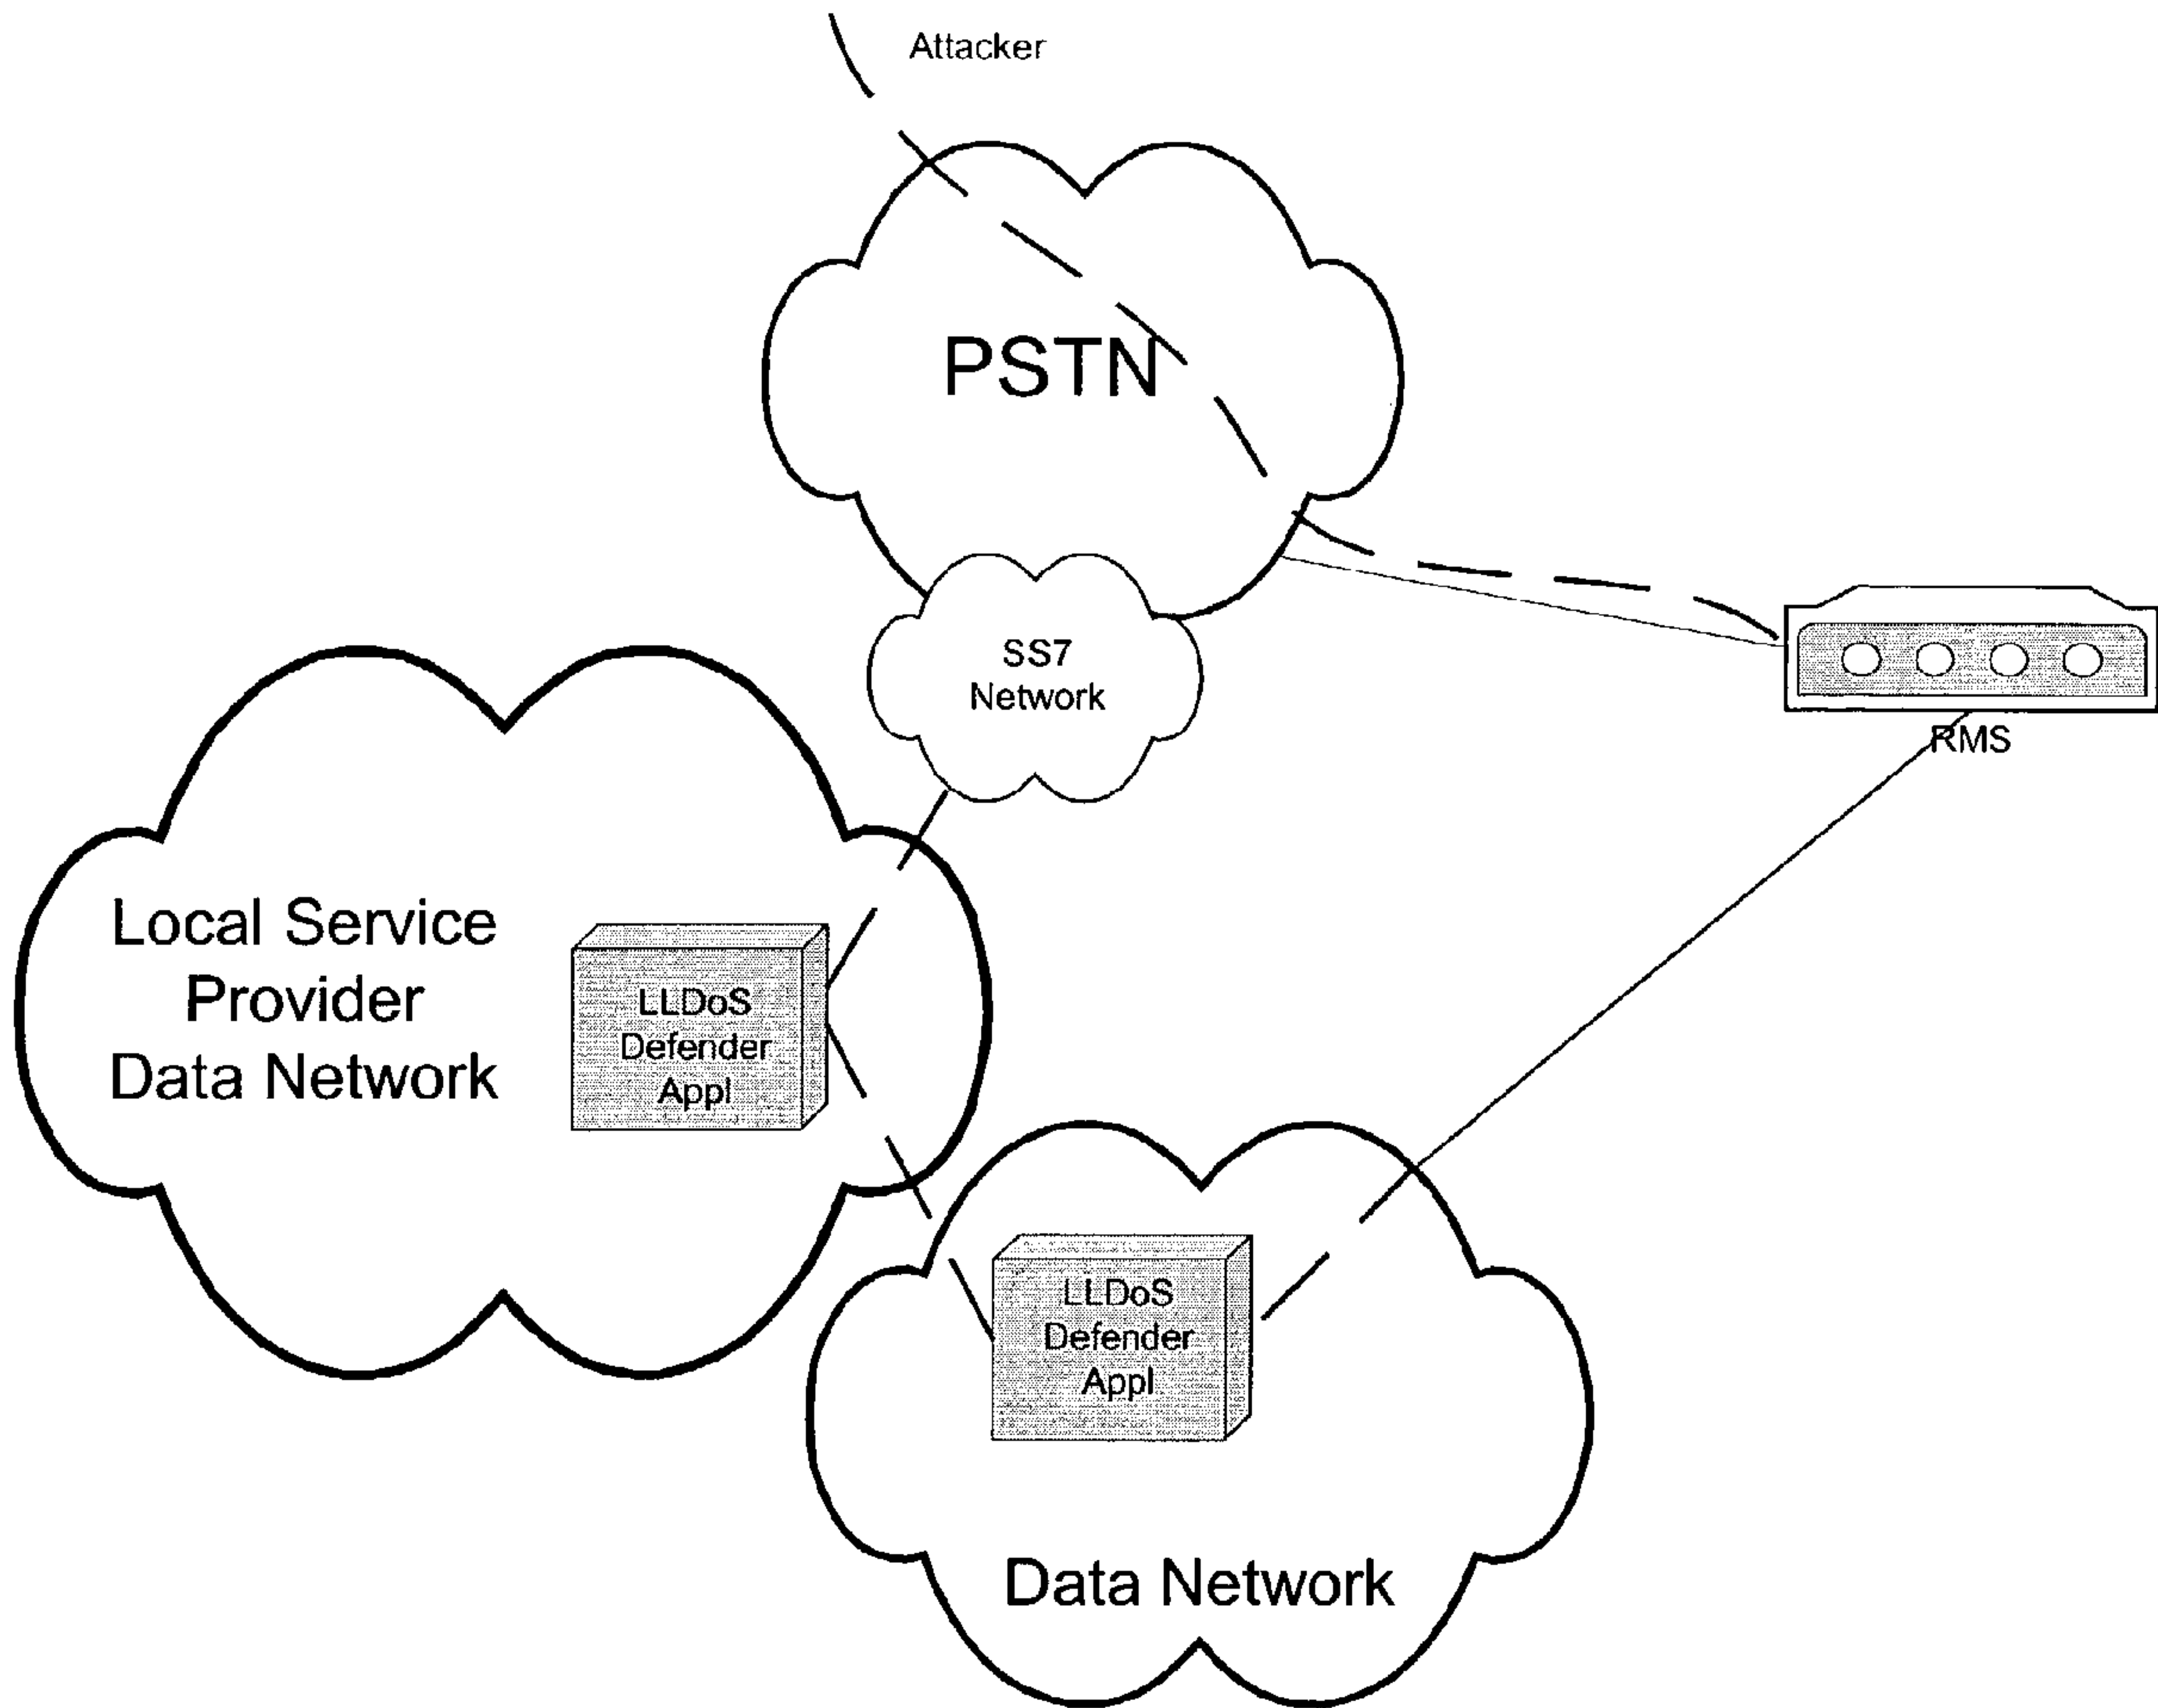 Attacker
PSTN
SS7
Network
RMS
Local Service
Provider
Data Network
LLDoS
Defender
Appl
LLDoS
Defender
Appl
Data Network